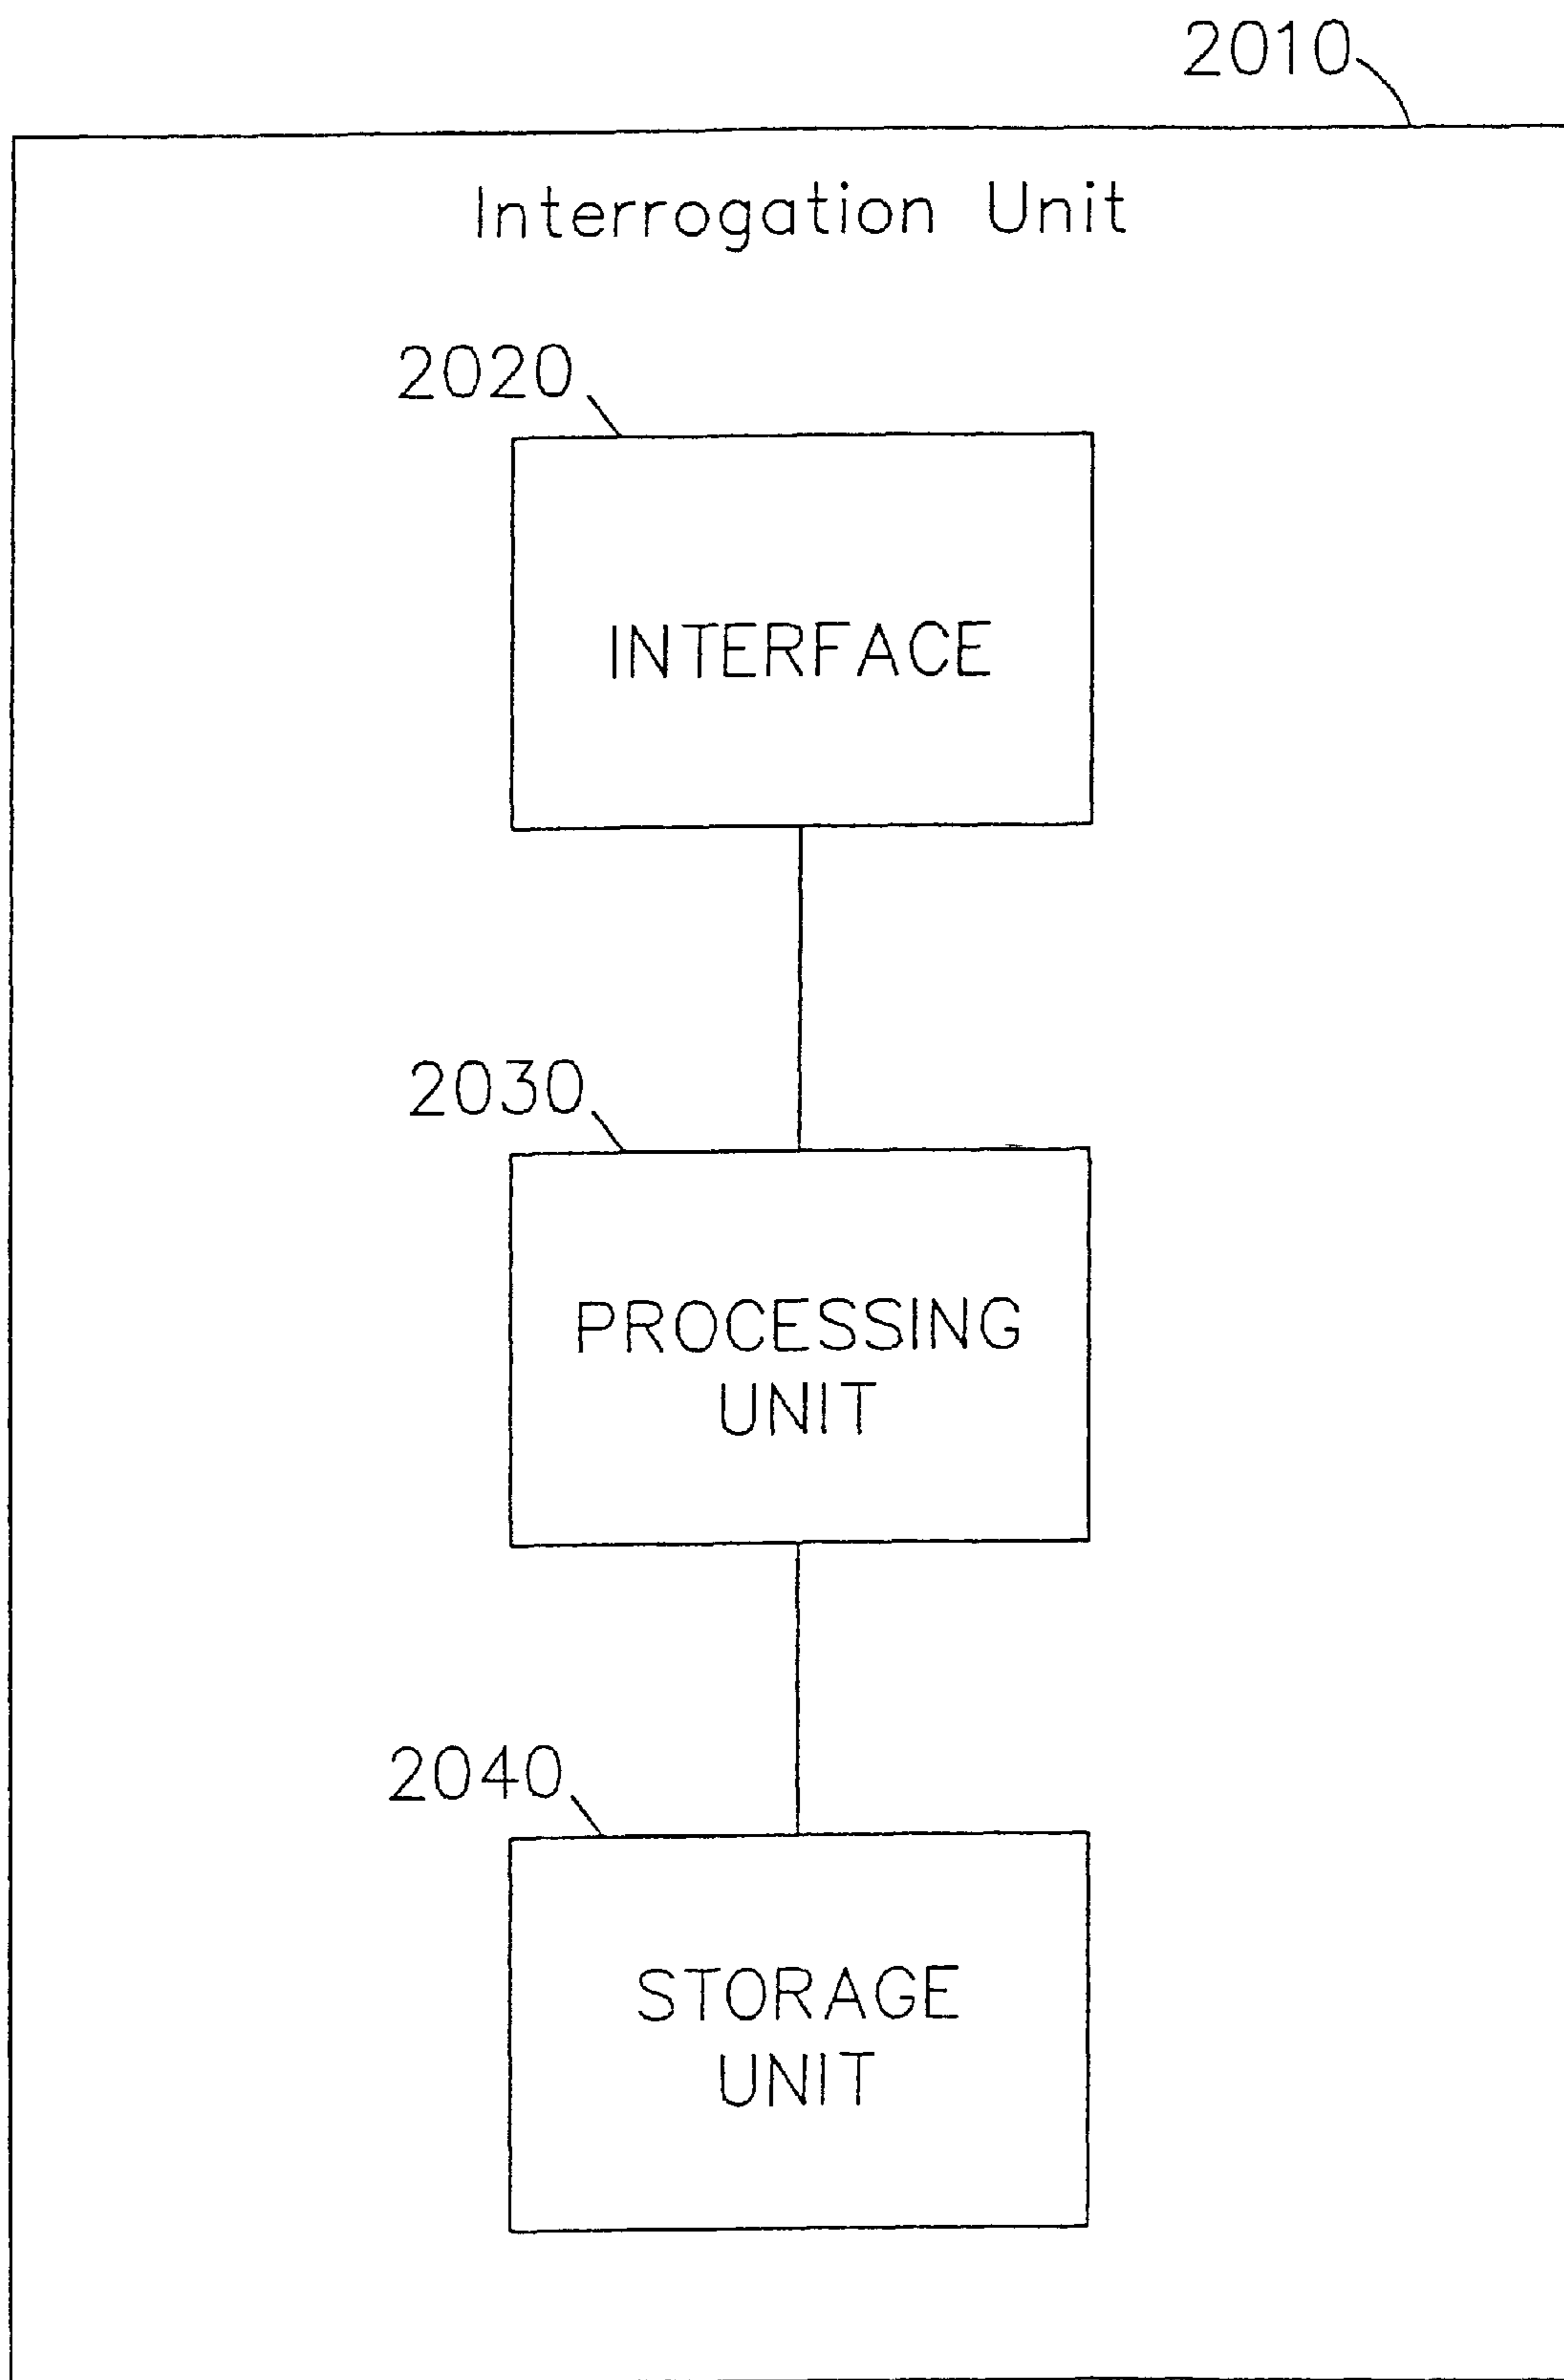 2010
Interrogation Unit
2020
INTERFACE
2030
PROCESSING
UNIT
2040
STORAGE
UNIT